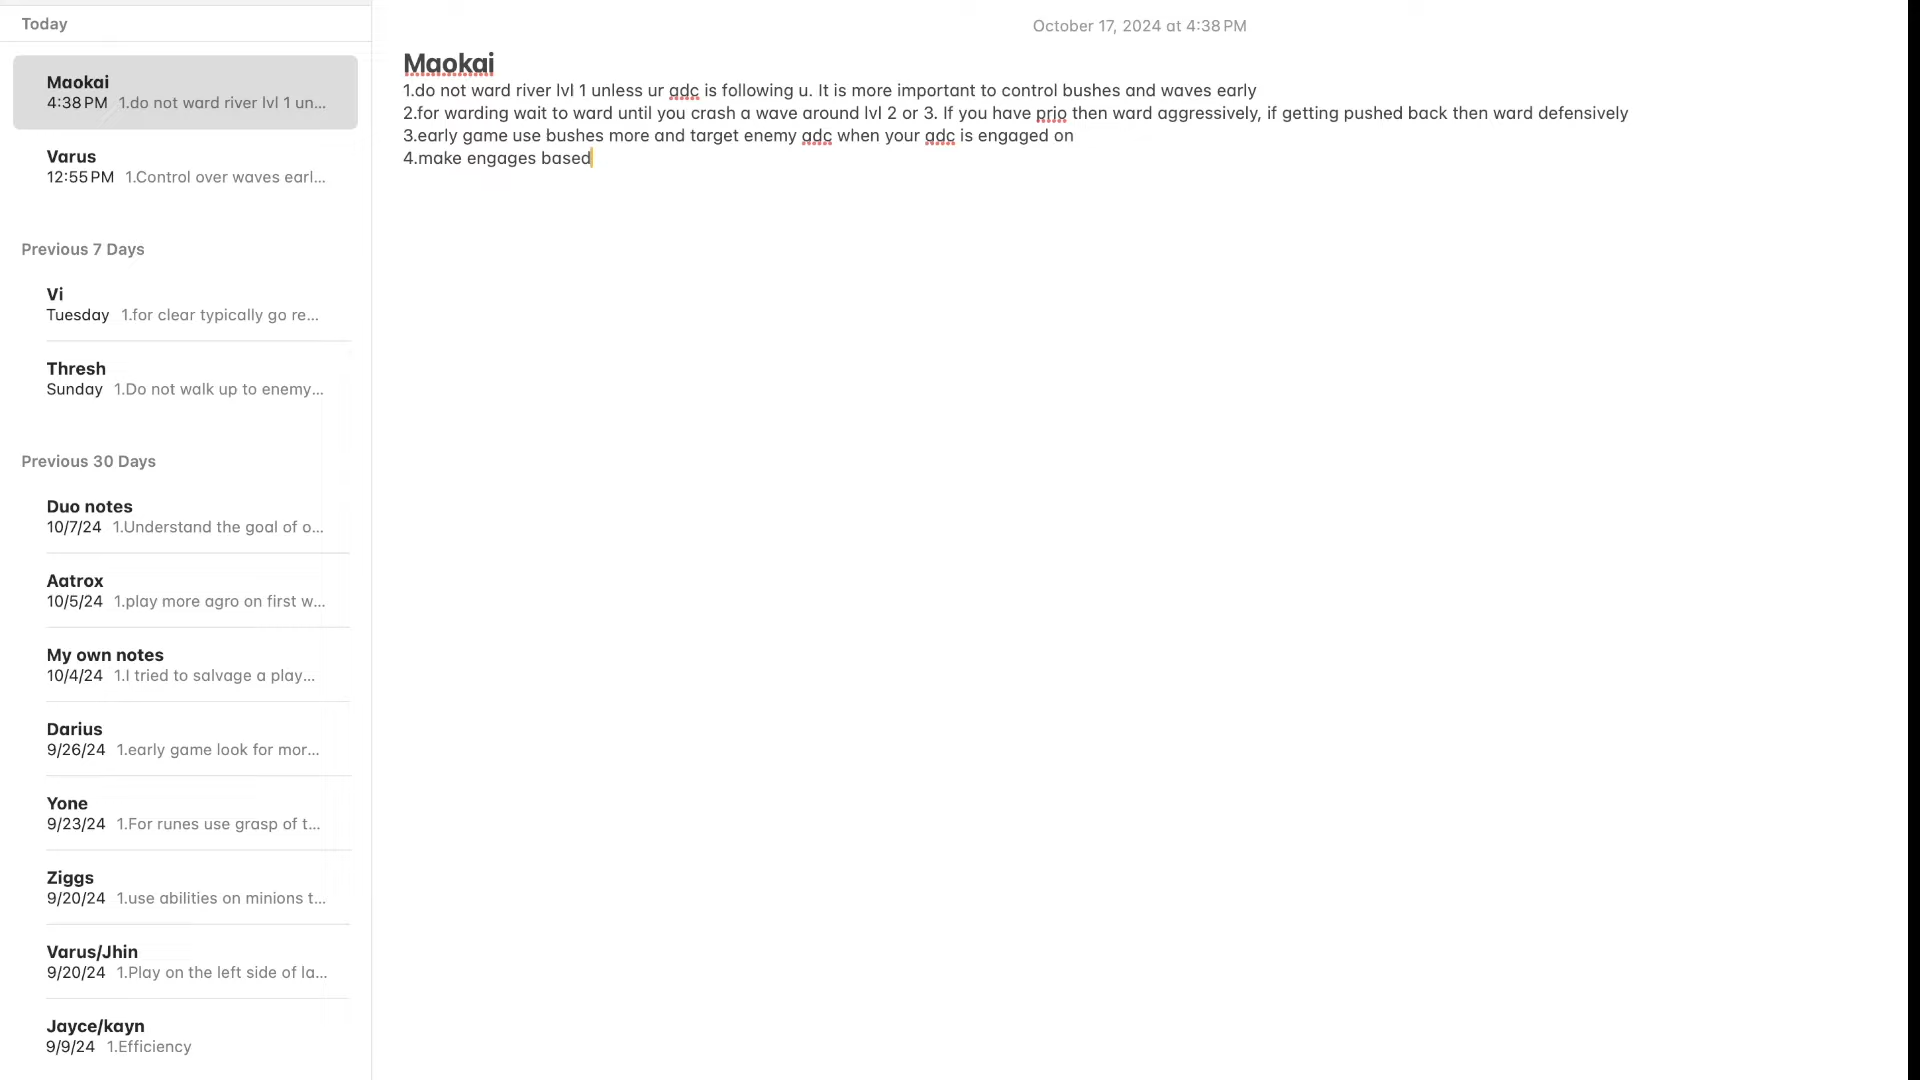 Today
Maokai
4:38 PM 1.do not ward river lvl 1 un...
Varus
12:55 PM 1.Control over waves earl...
Previous 7 Days
Vi
Tuesday 1.for clear typically go re...
Thresh
Sunday 1.Do not walk up to enemy...
Previous 30 Days
Duo notes
10/7/24 1.Understand the goal of o...
Aatrox
10/5/24 1.play more agro on first w...
My own notes
10/4/24 1.I tried to salvage a play...
Darius
9/26/24 1.early game look for mor...
Yone
9/23/24 1.For runes use grasp of t...
Ziggs
9/20/24 1.use abilities on minions t...
Varus/Jhin
9/20/24 1.Play on the left side of la...
Jayce/kayn
9/9/24 1.Efficiency
October 17, 2024 at 4:38 PM
Maokai
1.do not ward river lvl 1 unless ur adc is following u. It is more important to control bushes and waves early
2.for warding wait to ward until you crash a wave around lvl 2 or 3. If you have prio then ward aggressively, if getting pushed back then ward defensively
3.early game use bushes more and target enemy adc when your adc is engaged on
4.make engages based